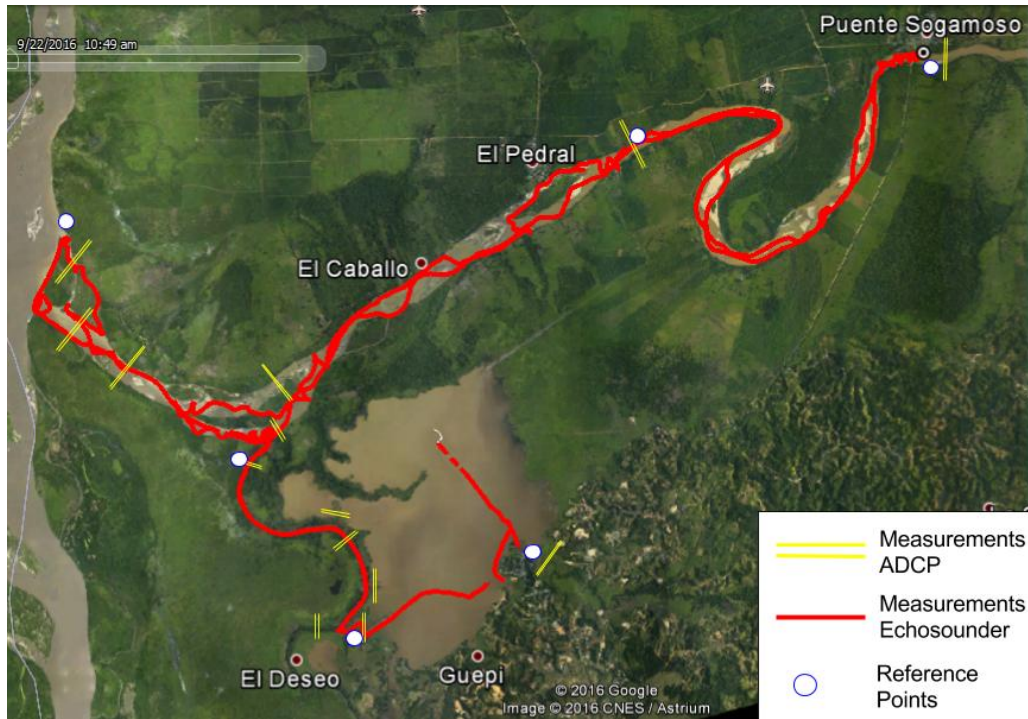 Puente Sogamoso
9/22/2016 10:49 am
El Pedral
El Caballo
El Deseo
Guepi
© 2016 Google
Image © 2016 CNES / Astrium
Measurements
ADCP
Measurements
Echosounder
Reference
Points